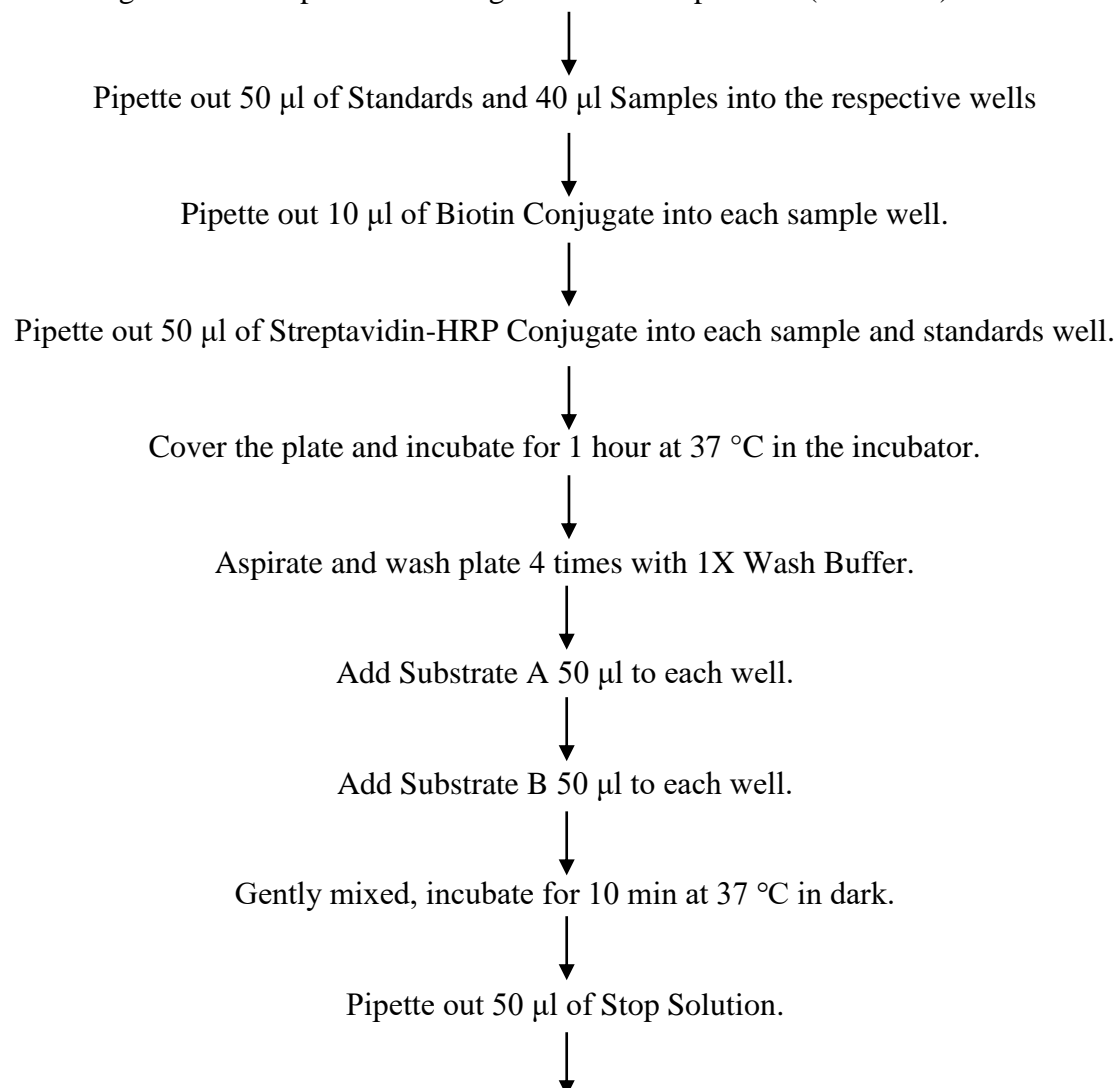 Pipette out 50 μl of Standards and 40 μl Samples into the respective wells
Pipette out 10 μl of Biotin Conjugate into each sample well.
Pipette out 50 μl of Streptavidin-HRP Conjugate into each sample and standards well.
Cover the plate and incubate for 1 hour at 37 °C in the incubator.
Aspirate and wash plate 4 times with 1X Wash Buffer.
Add Substrate A 50 μl to each well.
Add Substrate B 50 μl to each well.
Gently mixed, incubate for 10 min at 37 ℃ in dark.
Pipette out 50 μl of Stop Solution.